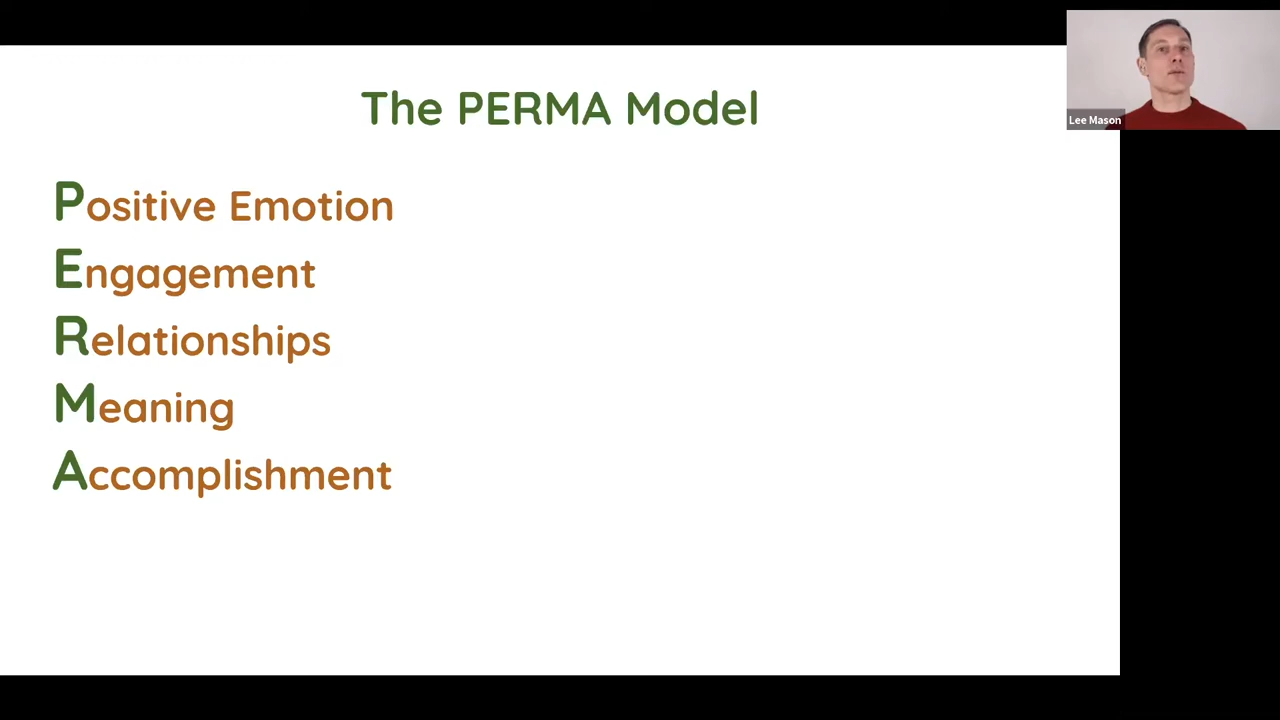 The PERMA Model
Lee Mason
Positive Emotion
Engagement
Relationships
Meaning
Accomplishment